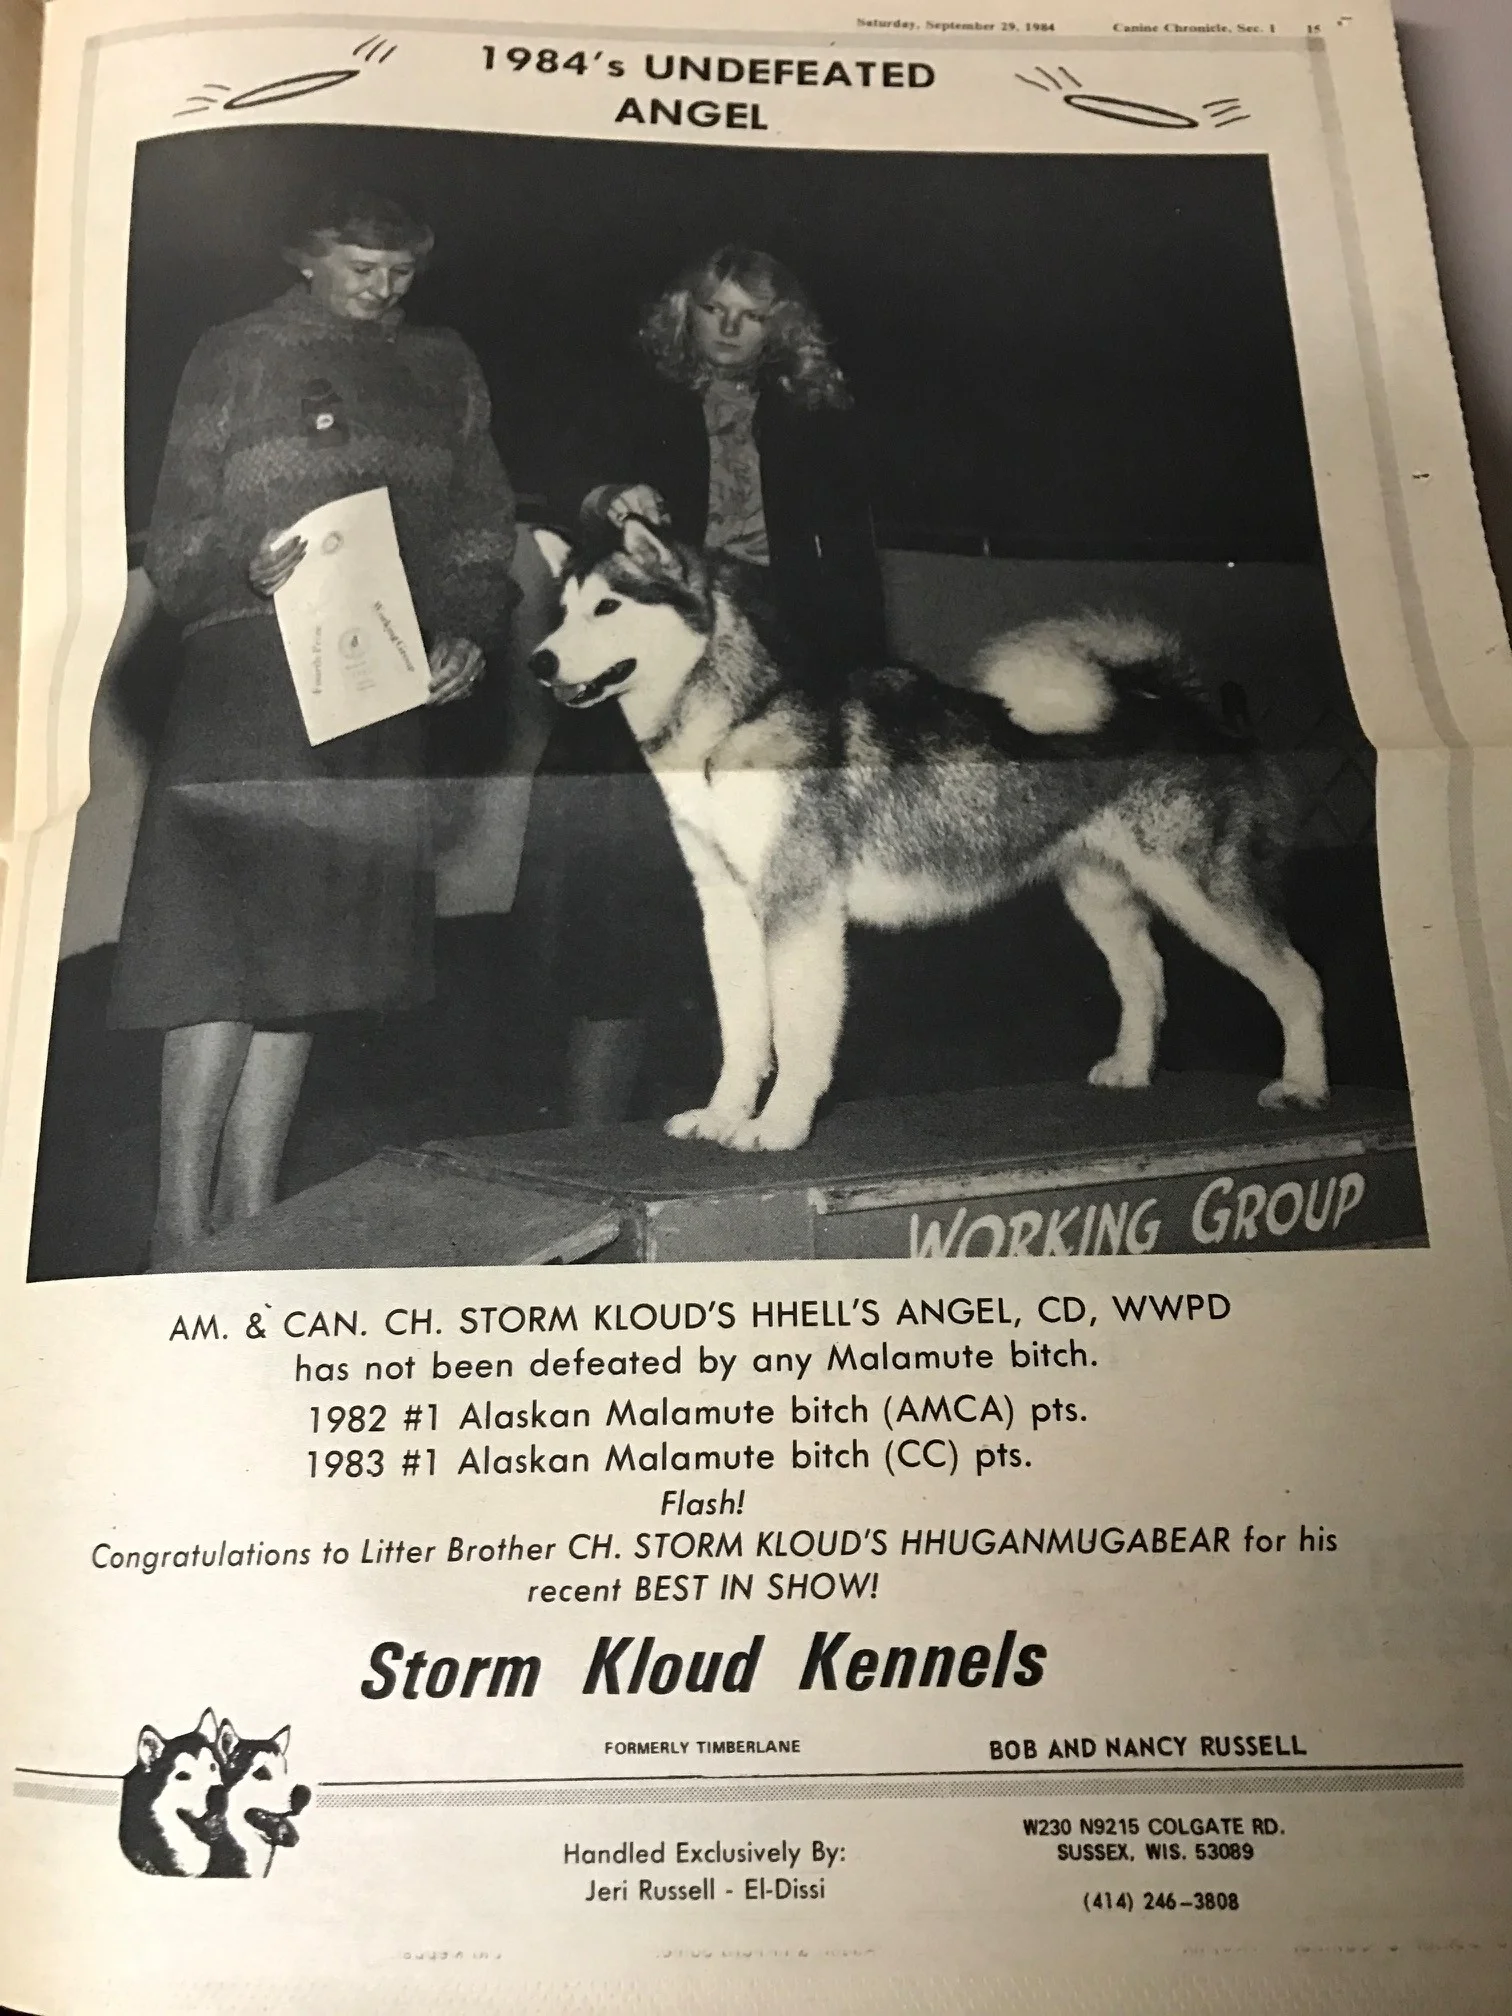 Saturday, September 29, 1984 Canine Chronicle, Sec. 1 15
1984's UNDEFEATED
ANGEL
Fourth Prize
Working Group
WORKING GROUP
AM. & CAN. CH. STORM KLOUD'S HHELL'S ANGEL, CD, WWPD
has not been defeated by any Malamute bitch.
1982 #1 Alaskan Malamute bitch (AMCA) pts.
1983 #1 Alaskan Malamute bitch (CC) pts.
Flash!
Congratulations to Litter Brother CH. STORM KLOUD'S HHUGANMUGABEAR for his
recent BEST IN SHOW!
Storm Kloud Kennels
FORMERLY TIMBERLANE
BOB AND NANCY RUSSELL
Handled Exclusively By:
Jeri Russell - El-Dissi
W230 N9215 COLGATE RD.
SUSSEX, WIS. 53089
(414) 246-3808